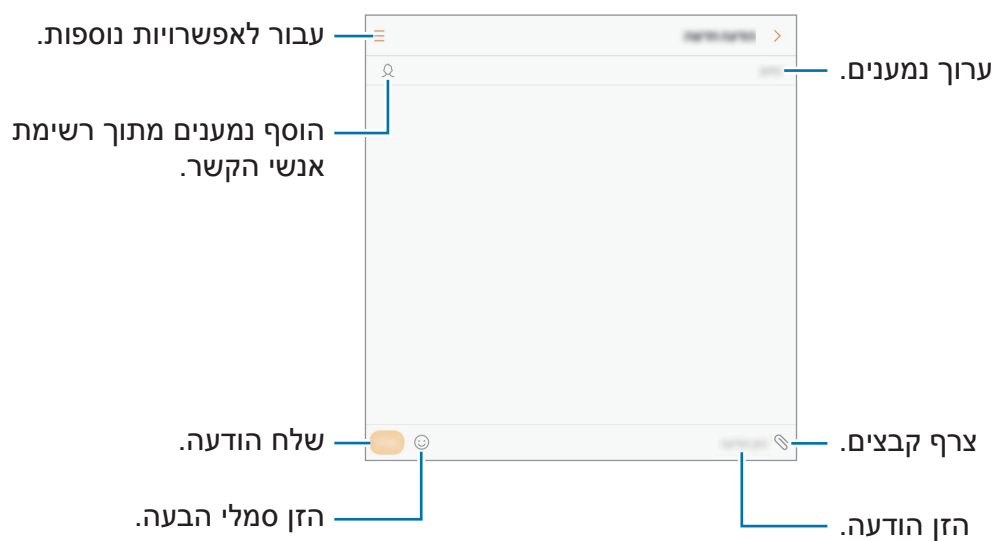 עבור לאפשרויות נוספות.
ערוך נמענים.
הוסף נמענים מתוך רשימת
אנשי הקשר.
שלח הודעה.
צרף קבצים.
הזן סמלי הבעה.
הזן הודעה.